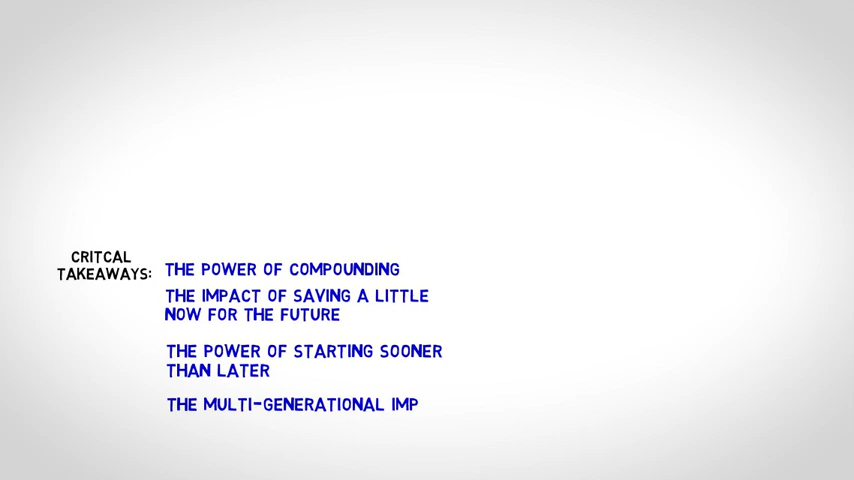 CRITCAL
TAKEAWAYS:
THE POWER OF COMPOUNDING
THE IMPACT OF SAVING A LITTLE
NOW FOR THE FUTURE
THE POWER OF STARTING SOONER
THAN LATER
THE MULTI-GENERATIONAL IMP